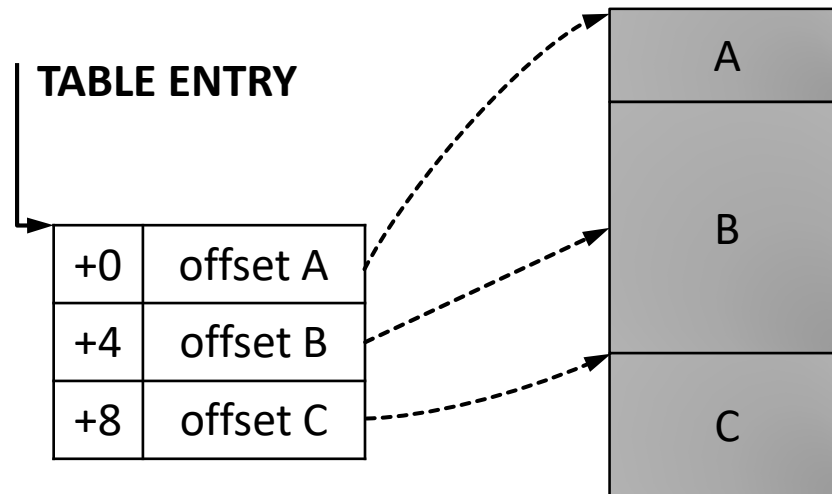 TABLE ENTRY
+0 offset A
+4 offset B
+8 offset C
A
B
C